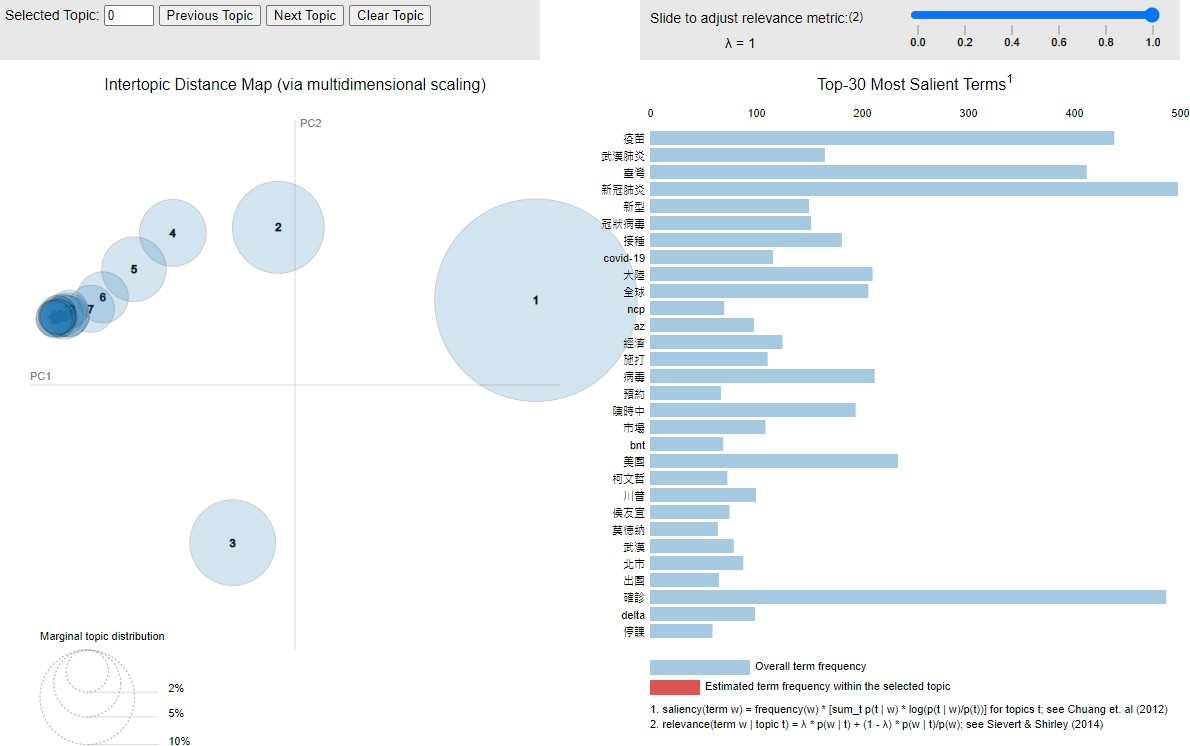 Selected Topic: 0 Previous Topic Next Topic Clear Topic
Slide to adjust relevance metric:(2)
λ = 1
0.0 0.2 0.4 0.6 0.8 1.0
Intertopic Distance Map (via multidimensional scaling)
PC2
PC1
1
2
3
4
5
6
7
Marginal topic distribution
2%
5%
10%
Top-30 Most Salient Terms1
0 100 200 300 400 500
疫苗
武漢肺炎
臺灣
新冠肺炎
新型
冠狀病毒
接種
covid-19
大陸
全球
ncp
az
經濟
施打
病毒
預約
陳時中
市場
bnt
美國
柯文哲
川普
侯友宜
莫德納
武漢
北市
出國
確診
delta
停課
Overall term frequency
Estimated term frequency within the selected topic
1. saliency(term w) = frequency(w) * [sum_t p(t | w) * log(p(t | w)/p(t))] for topics t; see Chuang et. al (2012)
2. relevance(term w | topic t) = λ * p(w | t) + (1 - λ) * p(w | t)/p(w); see Sievert & Shirley (2014)